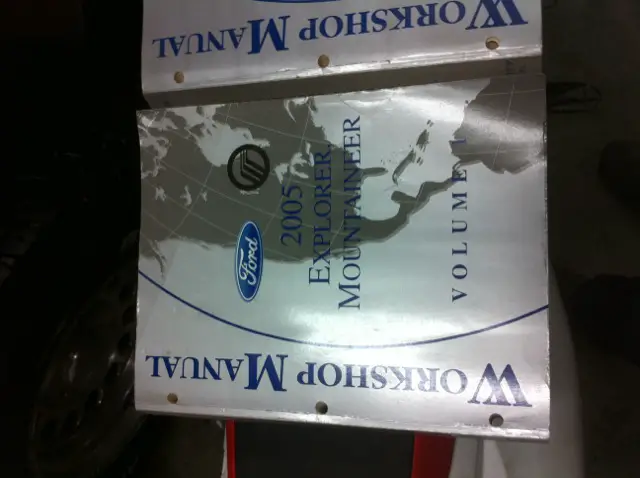 WORKSHOP MANUAL
Ford
2005
EXPLORER,
MOUNTAINEER
VOLUME 1
WORKSHOP MANUAL